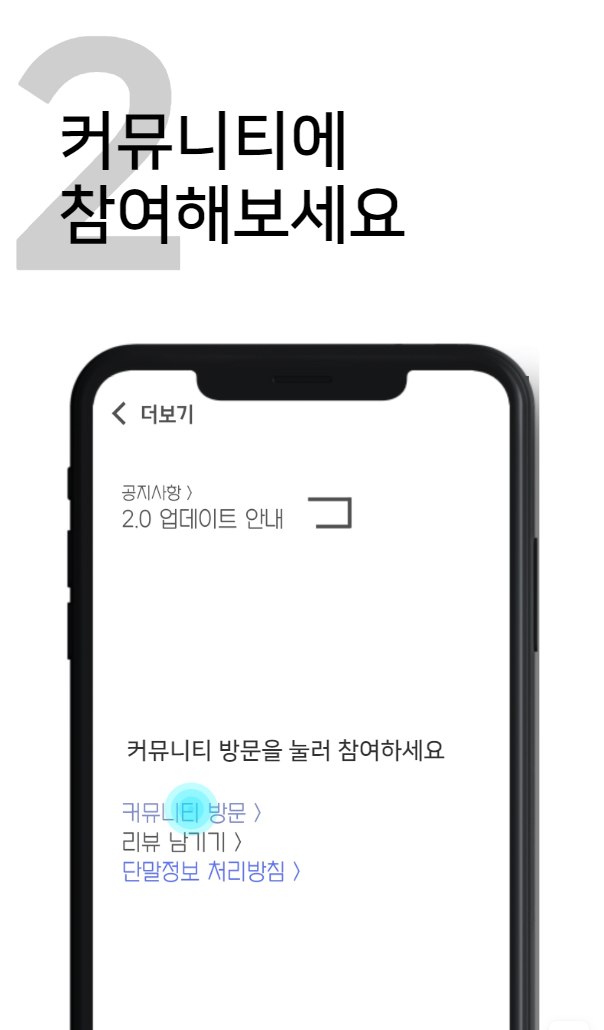 2
커뮤니티에
참여해보세요
더보기
공지사항 〉
2.0 업데이트 안내
커뮤니티 방문을 눌러 참여하세요
커뮤니티 방문 〉
리뷰 남기기 〉
단말정보 처리방침 〉